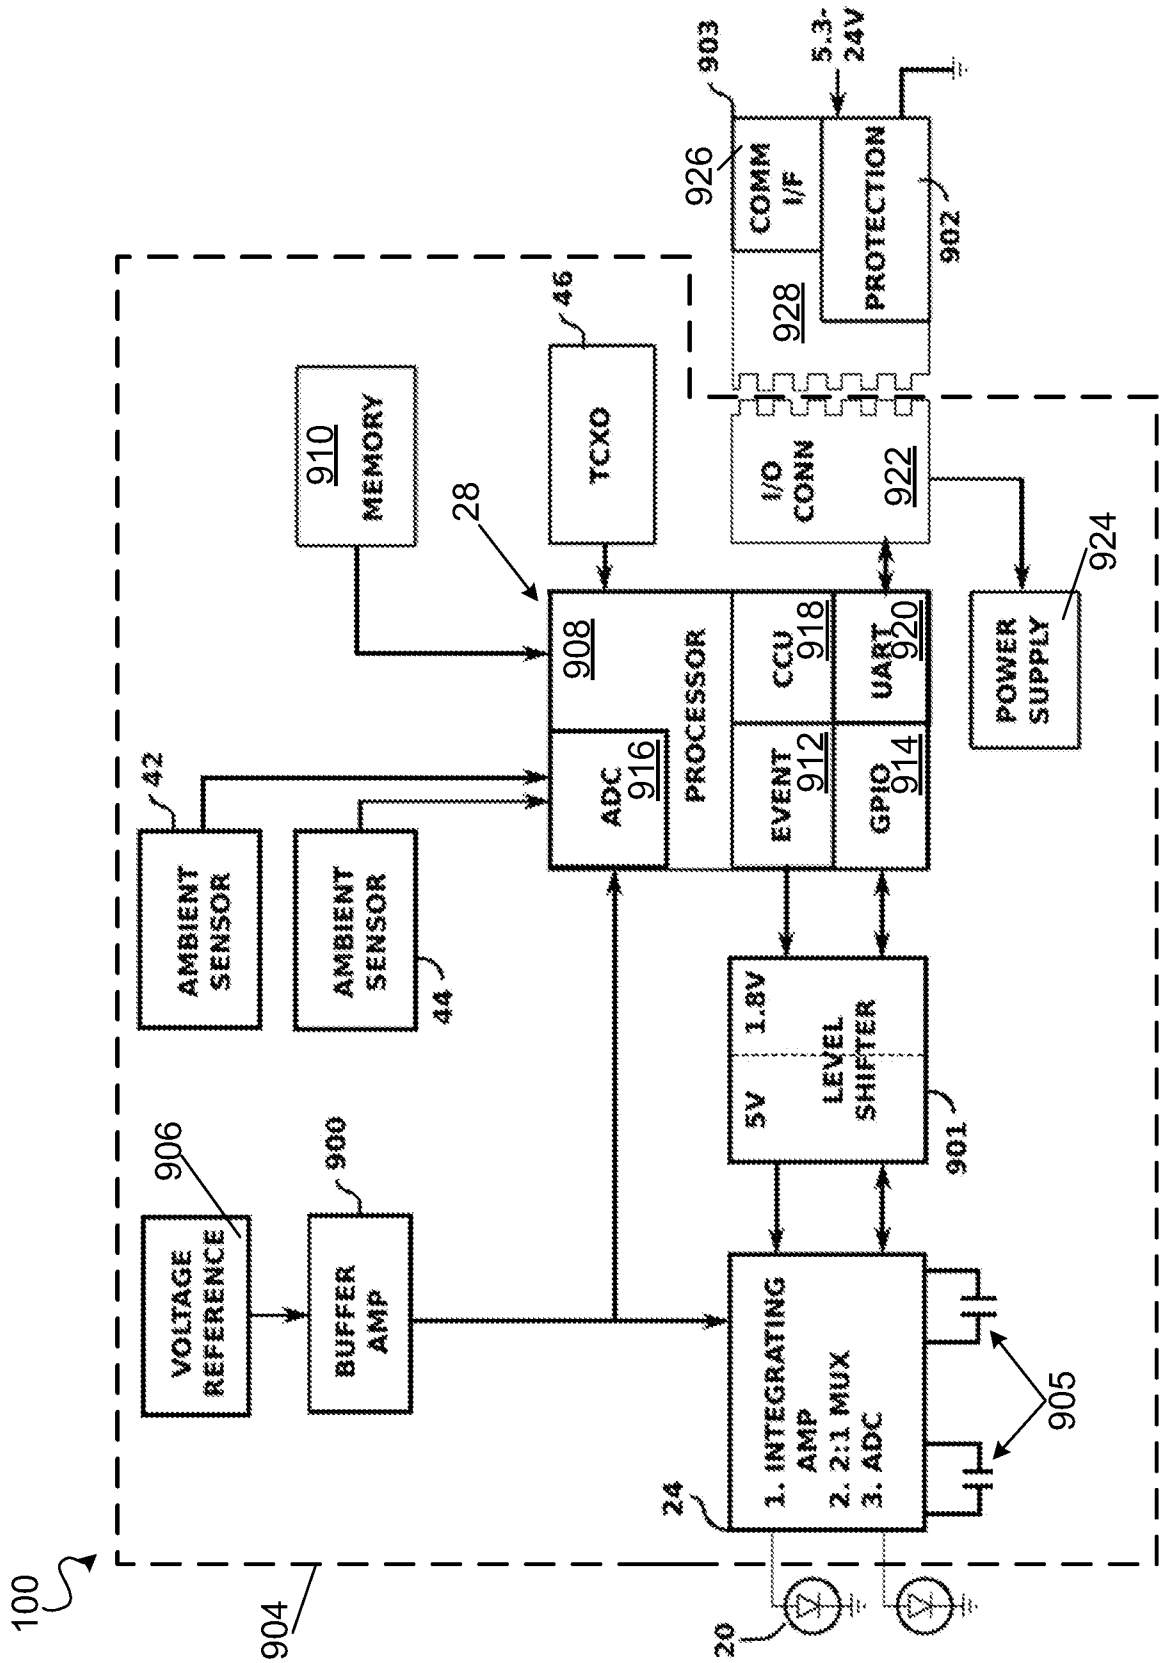 100
904
VOLTAGE
REFERENCE
906
BUFFER
AMP
900
AMBIENT
SENSOR
42
AMBIENT
SENSOR
44
910
MEMORY
28
TCXO
46
908
PROCESSOR
ADC
916
EVENT
912
CCU
918
GPIO
914
UART
920
5V
1.8V
LEVEL
SHIFTER
901
24
1. INTEGRATING
AMP
2. 2:1 MUX
3. ADC
905
20
I/O
CONN
922
POWER
SUPPLY
924
928
COMM
I/F
926
903
PROTECTION
902
5.3-
24V